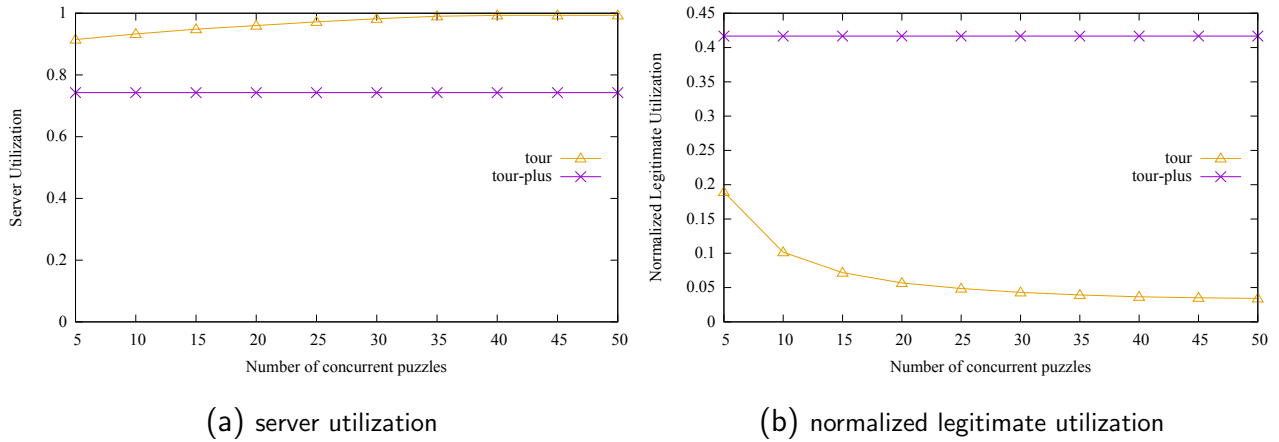 1
0.8
0.6
0.4
0.2
0
Server Utilization
tour
tour-plus
5 10 15 20 25 30 35 40 45 50
Number of concurrent puzzles
(a) server utilization
0.45
0.4
0.35
0.3
0.25
0.2
0.15
0.1
0.05
0
Normalized Legitimate Utilization
tour
tour-plus
5 10 15 20 25 30 35 40 45 50
Number of concurrent puzzles
(b) normalized legitimate utilization